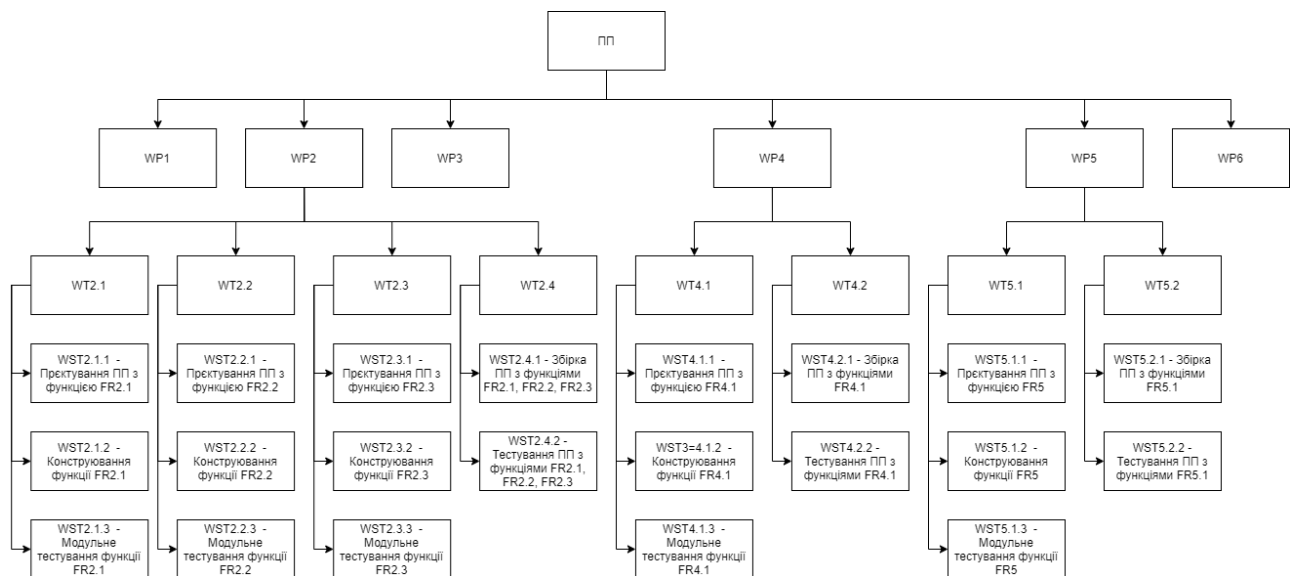 ПП
WP1
WP2
WP3
WP4
WP5
WP6
WT2.1
WT2.2
WT2.3
WT2.4
WT4.1
WT4.2
WT5.1
WT5.2
WST2.1.1 -
Прєктування ПП з
функцією FR2.1
WST2.2.1 -
Прєктування ПП з
функцією FR2.2
WST2.3.1 -
Прєктування ПП з
функцією FR2.3
WST2.4.1 - Збірка
ПП з функціями
FR2.1, FR2.2, FR2.3
WST4.1.1 -
Прєктування ПП з
функцією FR4.1
WST4.2.1 - Збірка
ПП з функціями
FR4.1
WST5.1.1 -
Прєктування ПП з
функцією FR5
WST5.2.1 - Збірка
ПП з функціями
FR5.1
WST2.1.2 -
Конструювання
функції FR2.1
WST2.2.2 -
Конструювання
функції FR2.2
WST2.3.2 -
Конструювання
функції FR2.3
WST2.4.2 -
Тестування ПП з
функціями FR2.1,
FR2.2, FR2.3
WST3=4.1.2 -
Конструювання
функції FR4.1
WST4.2.2 -
Тестування ПП з
функціями FR4.1
WST5.1.2 -
Конструювання
функції FR5
WST5.2.2 -
Тестування ПП з
функціями FR5.1
WST2.1.3 -
Модульне
тестування функції
FR2.1
WST2.2.3 -
Модульне
тестування функції
FR2.2
WST2.3.3 -
Модульне
тестування функції
FR2.3
WST4.1.3 -
Модульне
тестування функції
FR4.1
WST5.1.3 -
Модульне
тестування функції
FR5